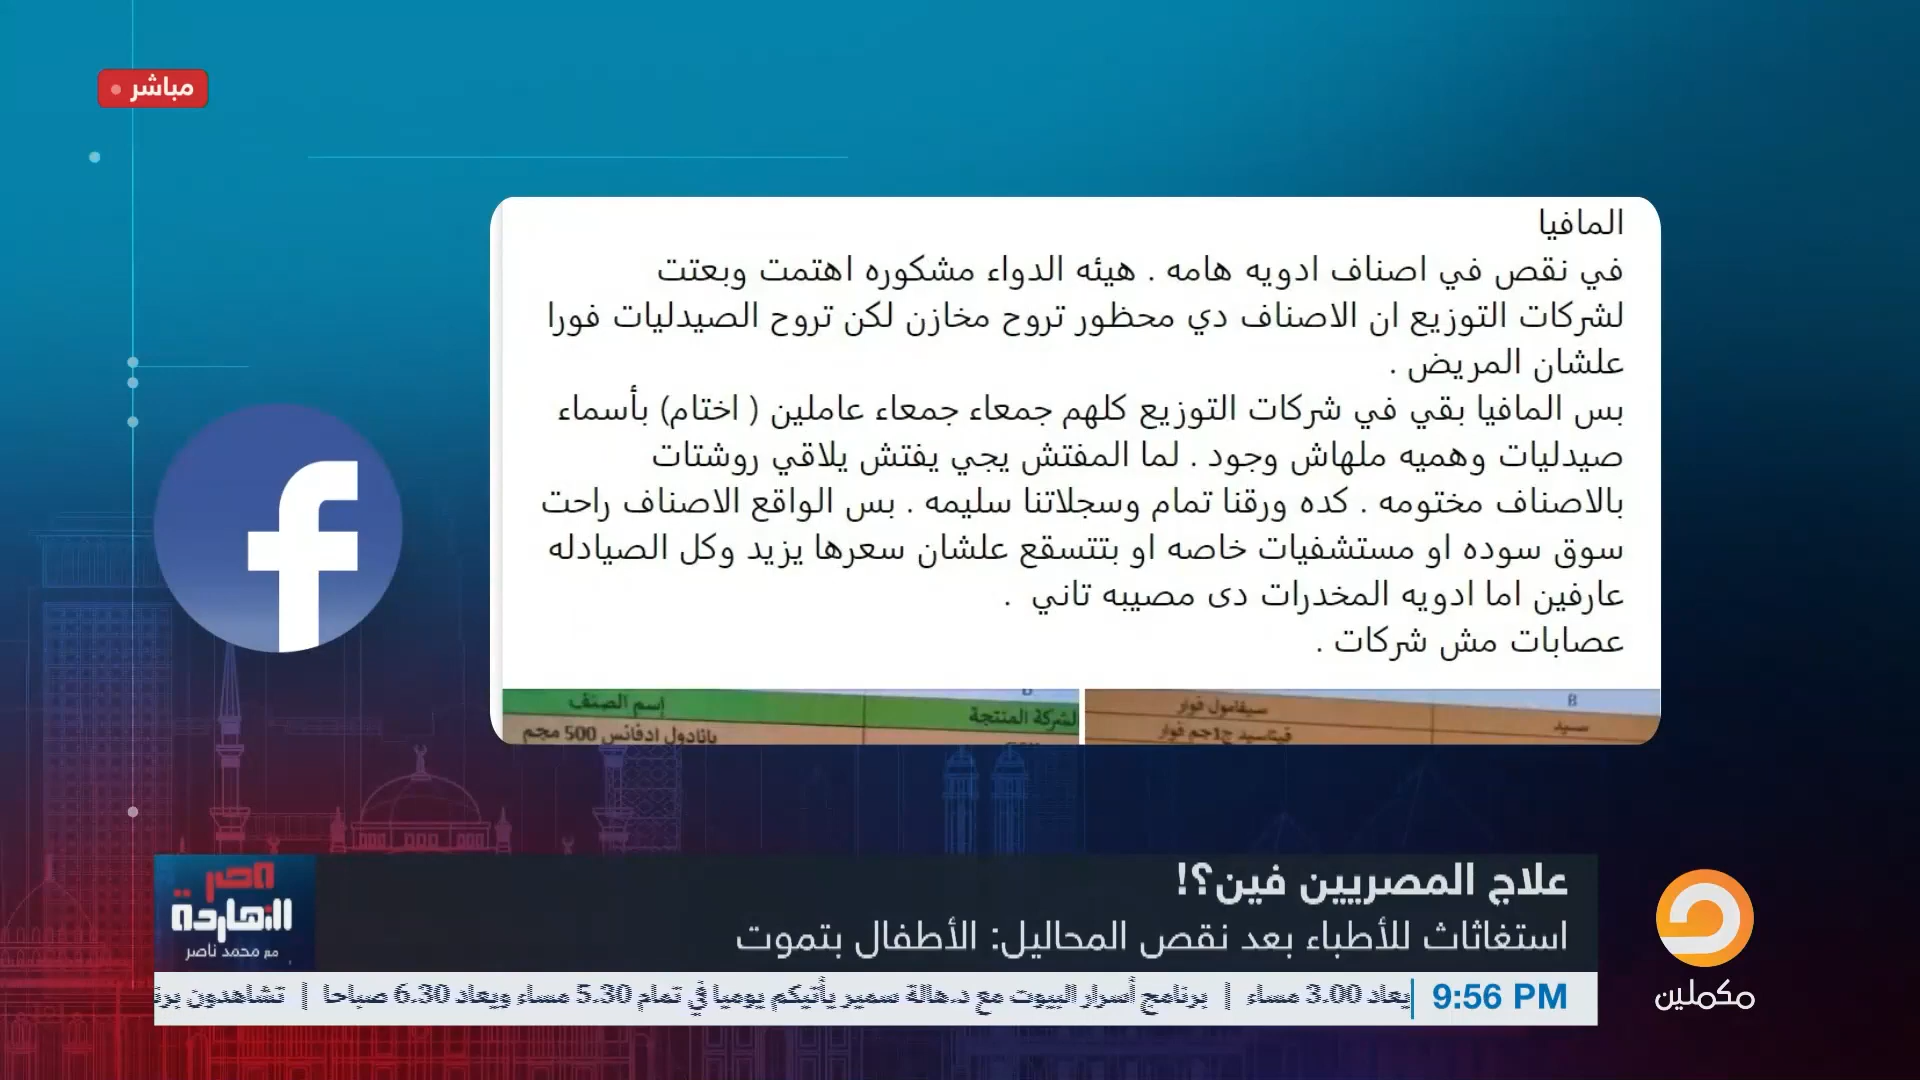 مباشر
المافيا
في نقص في اصناف ادويه هامه . هيئه الدواء مشكوره اهتمت وبعتت
لشركات التوزيع ان الاصناف دي محظور تروح مخازن لكن تروح الصيدليات فورا
علشان المريض .
بس المافيا بقي في شركات التوزيع كلهم جمعاء جمعاء عاملين ( اختام) بأسماء
صيدليات وهميه ملهاش وجود . لما المفتش يجي يفتش يلاقي روشتات
بالاصناف مختومه . كده ورقنا تمام وسجلاتنا سليمه . بس الواقع الاصناف راحت
سوق سوده او مستشفيات خاصه او بتتسقع علشان سعرها يزيد وكل الصيادله
عارفين اما ادويه المخدرات دى مصيبه تاني .
عصابات مش شركات .
B
سيفامول فوار
سيد
فيتاسيد ج1جم فوار
لشركة المنتجة
إسم الصنف
بانادول ادفانس 500 مجم
علاج المصريين فين؟!
استغاثات للأطباء بعد نقص المحاليل: الأطفال بتموت
مصر
النهاردة
مع محمد ناصر
9:56 PM
يعاد 3.00 مساء | برنامج أسرار البيوت مع د.هالة سمير يأتيكم يوميا في تمام 5.30 مساء ويعاد 6.30 صباحا | تشاهدون
مكملين